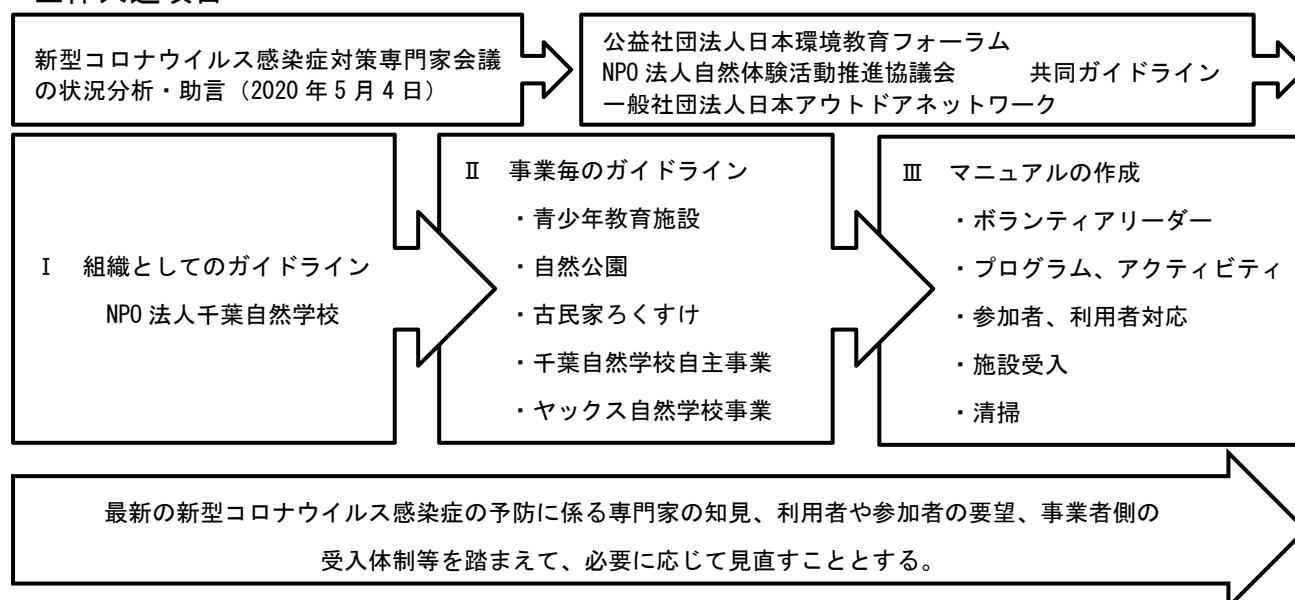 新型コロナウイルス感染症対策専門家会議
の状況分析・助言（2020 年 5 月 4 日）
公益社団法人日本環境教育フォーラム
NPO 法人自然体験活動推進協議会　　共同ガイドライン
一般社団法人日本アウトドアネットワーク
Ⅰ　組織としてのガイドライン
NPO 法人千葉自然学校
Ⅱ　事業毎のガイドライン
・青少年教育施設
・自然公園
・古民家ろくすけ
・千葉自然学校自主事業
・ヤックス自然学校事業
Ⅲ　マニュアルの作成
・ボランティアリーダー
・プログラム、アクティビティ
・参加者、利用者対応
・施設受入
・清掃
最新の新型コロナウイルス感染症の予防に係る専門家の知見、利用者や参加者の要望、事業者側の
受入体制等を踏まえて、必要に応じて見直すこととする。